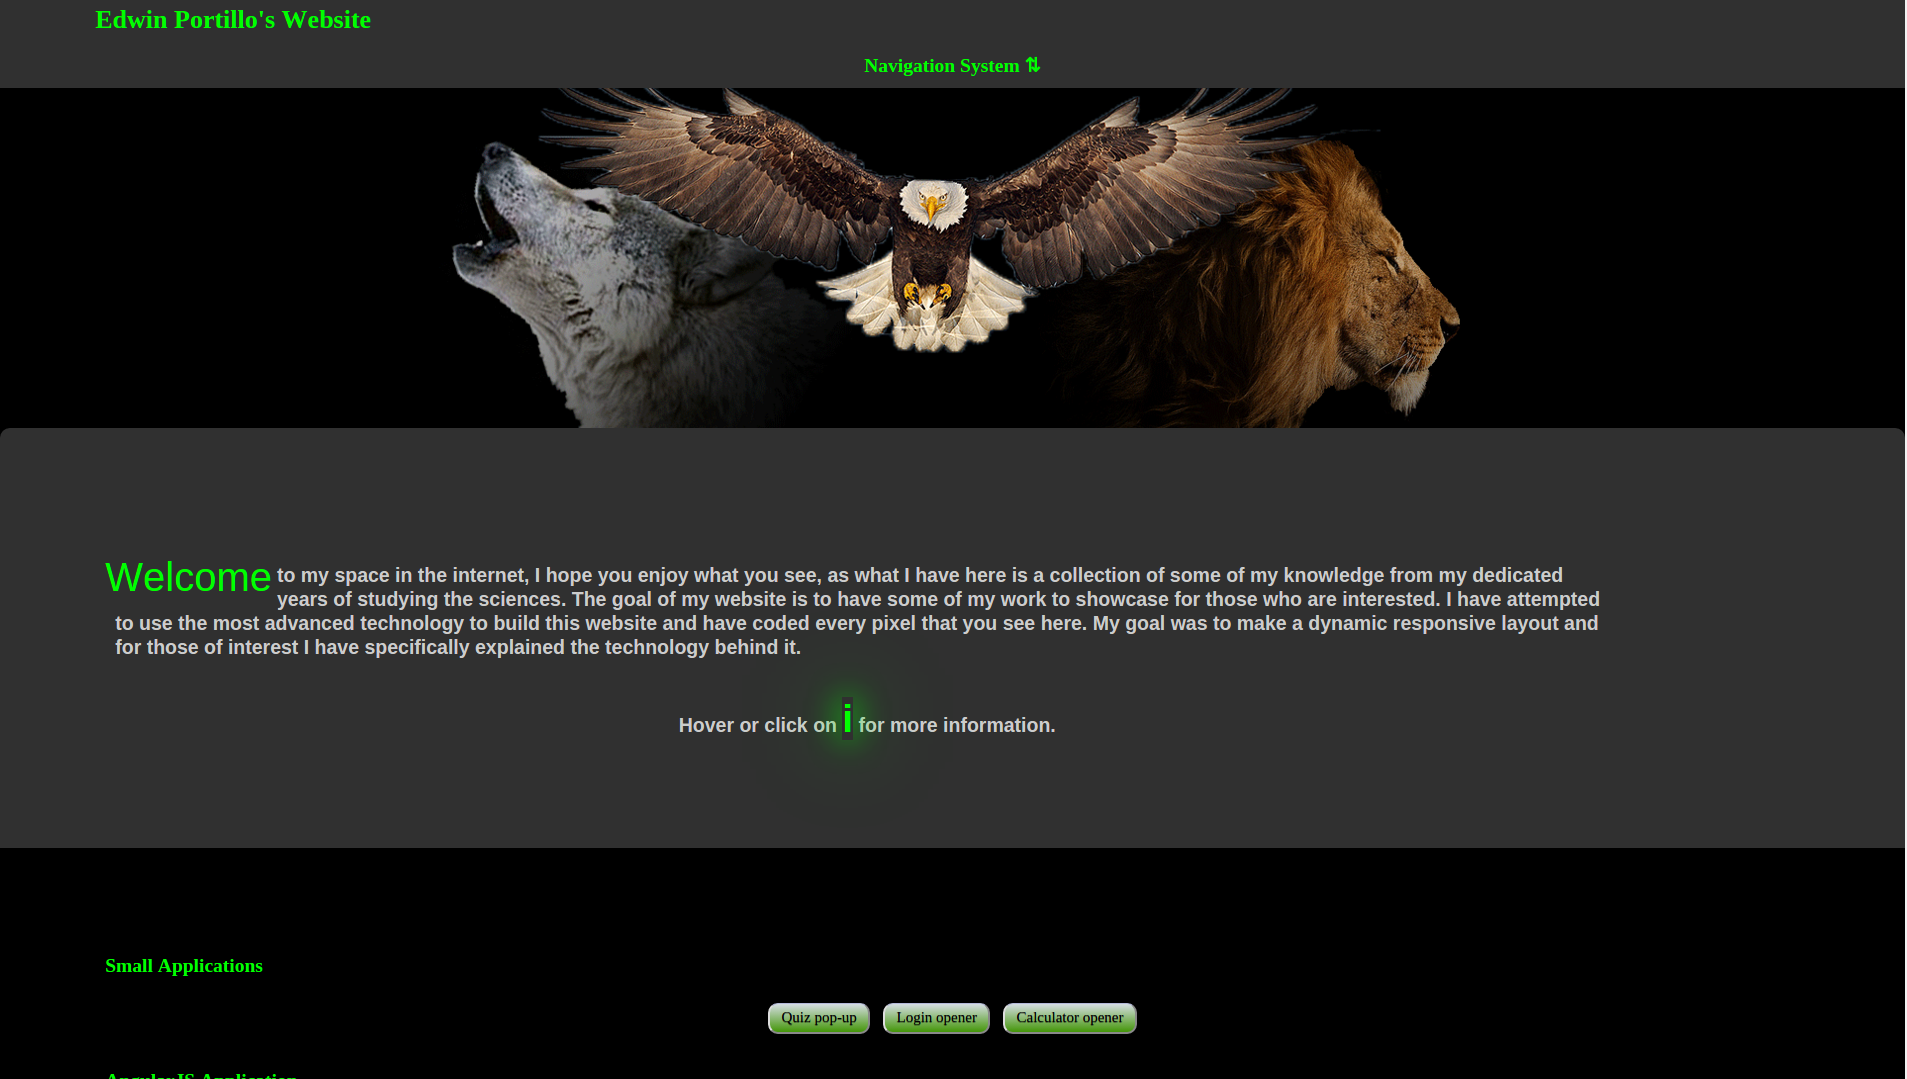 Edwin Portillo's Website
Navigation System ⇅
Welcome to my space in the internet, I hope you enjoy what you see, as what I have here is a collection of some of my knowledge from my dedicated
years of studying the sciences. The goal of my website is to have some of my work to showcase for those who are interested. I have attempted
to use the most advanced technology to build this website and have coded every pixel that you see here. My goal was to make a dynamic responsive layout and
for those of interest I have specifically explained the technology behind it.
Hover or click on i for more information.
Small Applications
Quiz pop-up Login opener Calculator opener
AngularJS Application